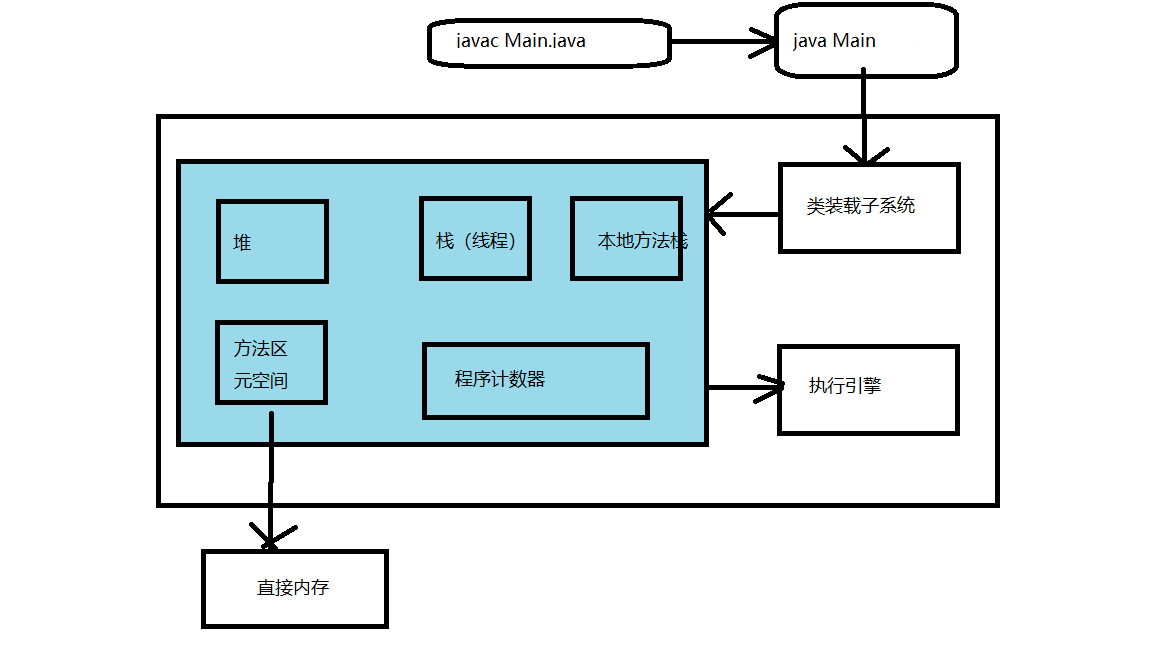 javac Main.java
java Main
类装载子系统
堆
栈（线程）
本地方法栈
方法区
元空间
程序计数器
执行引擎
直接内存